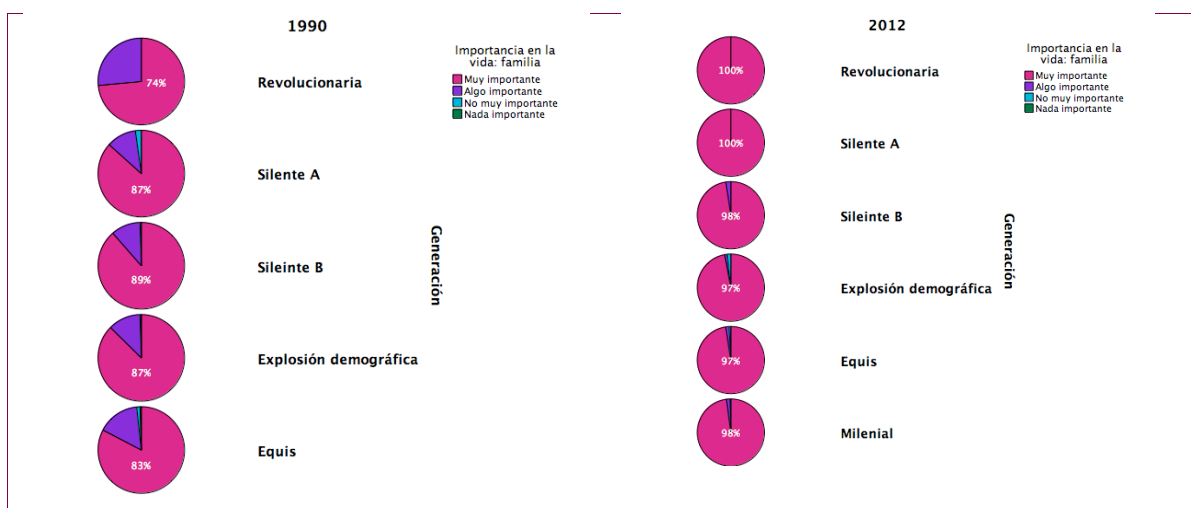 1990
Importancia en la
vida: familia
Muy importante
Algo importante
No muy importante
Nada importante
74%
Revolucionaria
87%
Silente A
89%
Sileinte B
87%
Explosión demográfica
83%
Equis
Generación
2012
Importancia en la
vida: familia
Muy importante
Algo importante
No muy importante
Nada importante
100%
Revolucionaria
100%
Silente A
98%
Sileinte B
97%
Explosión demográfica
97%
Equis
98%
Milenial
Generación